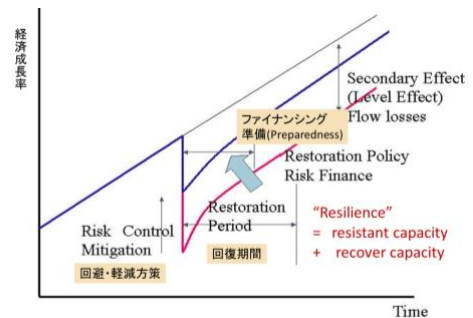 経済成長率
Secondary Effect
(Level Effect)
Flow losses
ファイナンシング
準備(Preparedness)
Restoration Policy
Risk Finance
Restoration
Period
回復期間
Risk Control
Mitigation
回避・軽減方策
“Resilience”
= resistant capacity
+ recover capacity
Time